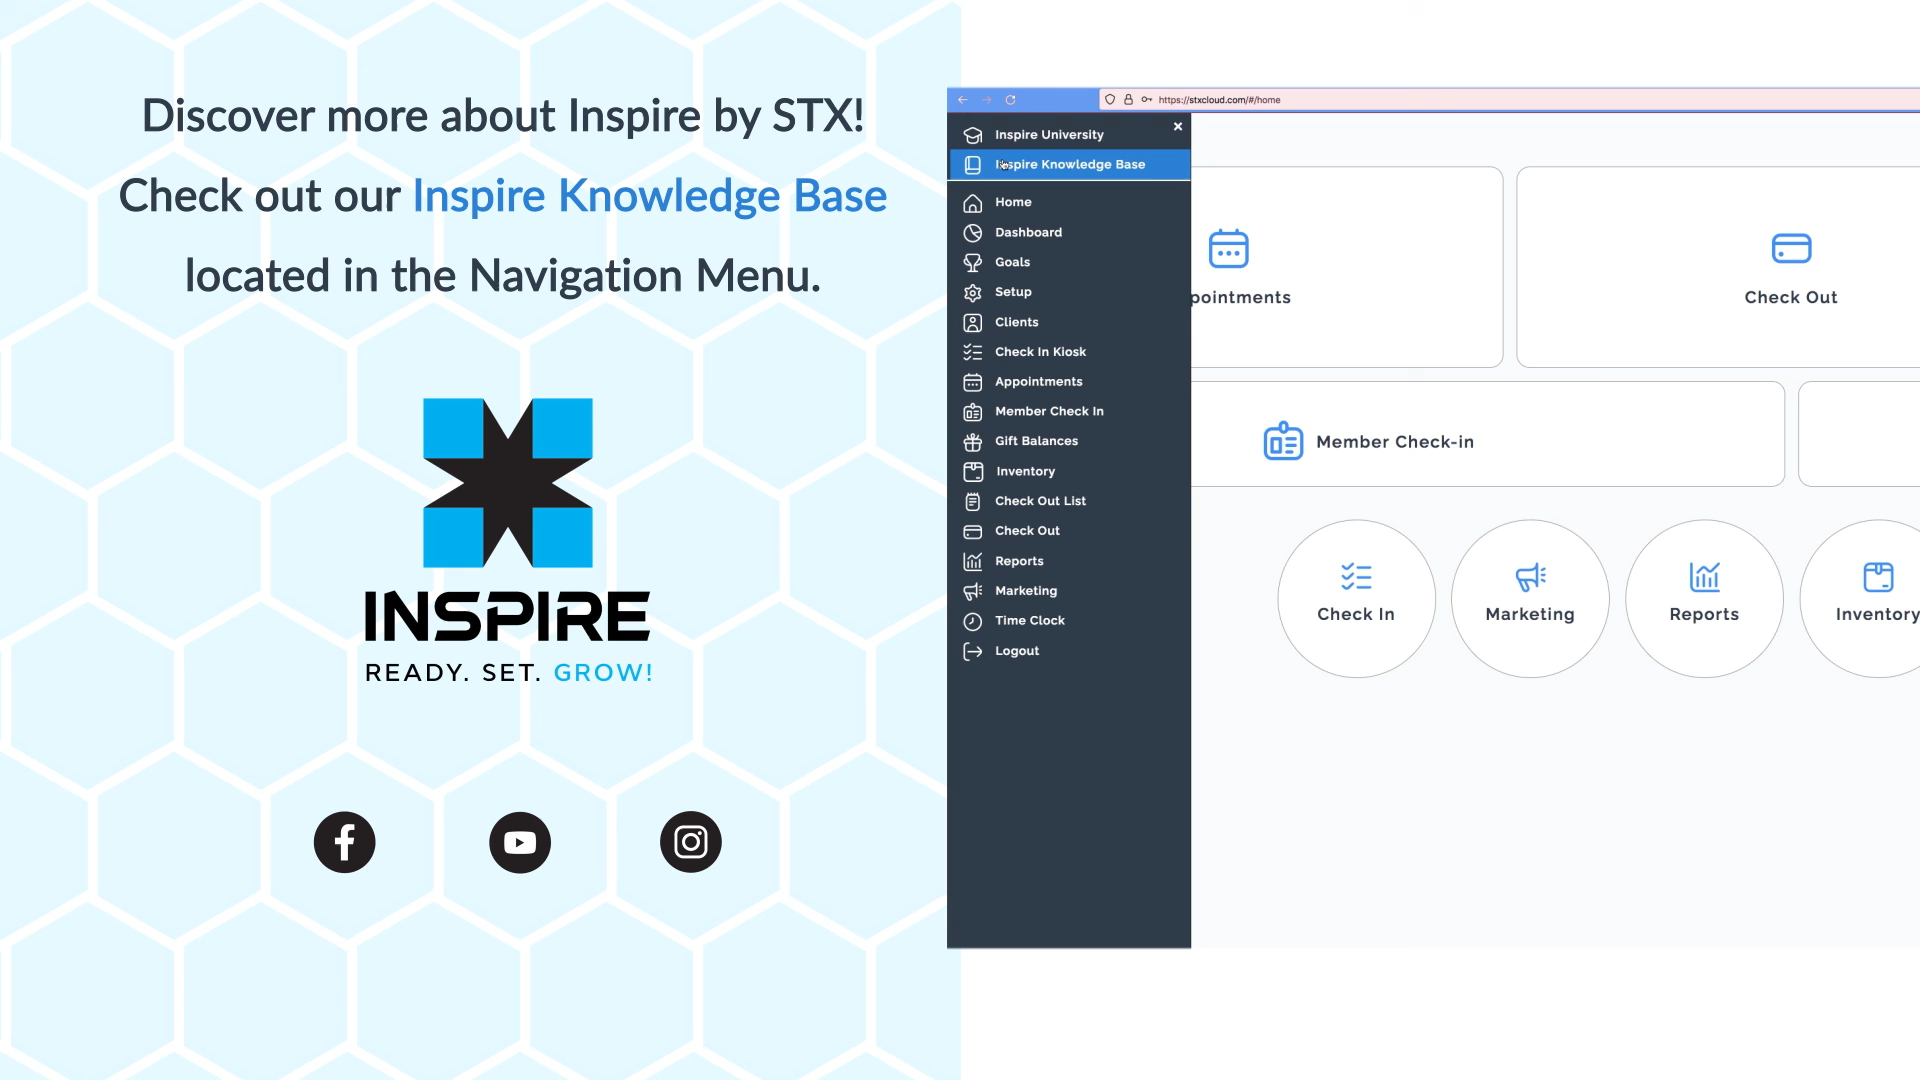 Discover more about Inspire by STX!
Check out our Inspire Knowledge Base
located in the Navigation Menu.
INSPIRE
READY. SET. GROW!
https://stxcloud.com/#/home
Inspire University
Inspire Knowledge Base
Home
Dashboard
Goals
Setup
Clients
Check In Kiosk
Appointments
Member Check In
Gift Balances
Inventory
Check Out List
Check Out
Reports
Marketing
Time Clock
Logout
pointments
Check Out
Member Check-in
Check In
Marketing
Reports
Inventory